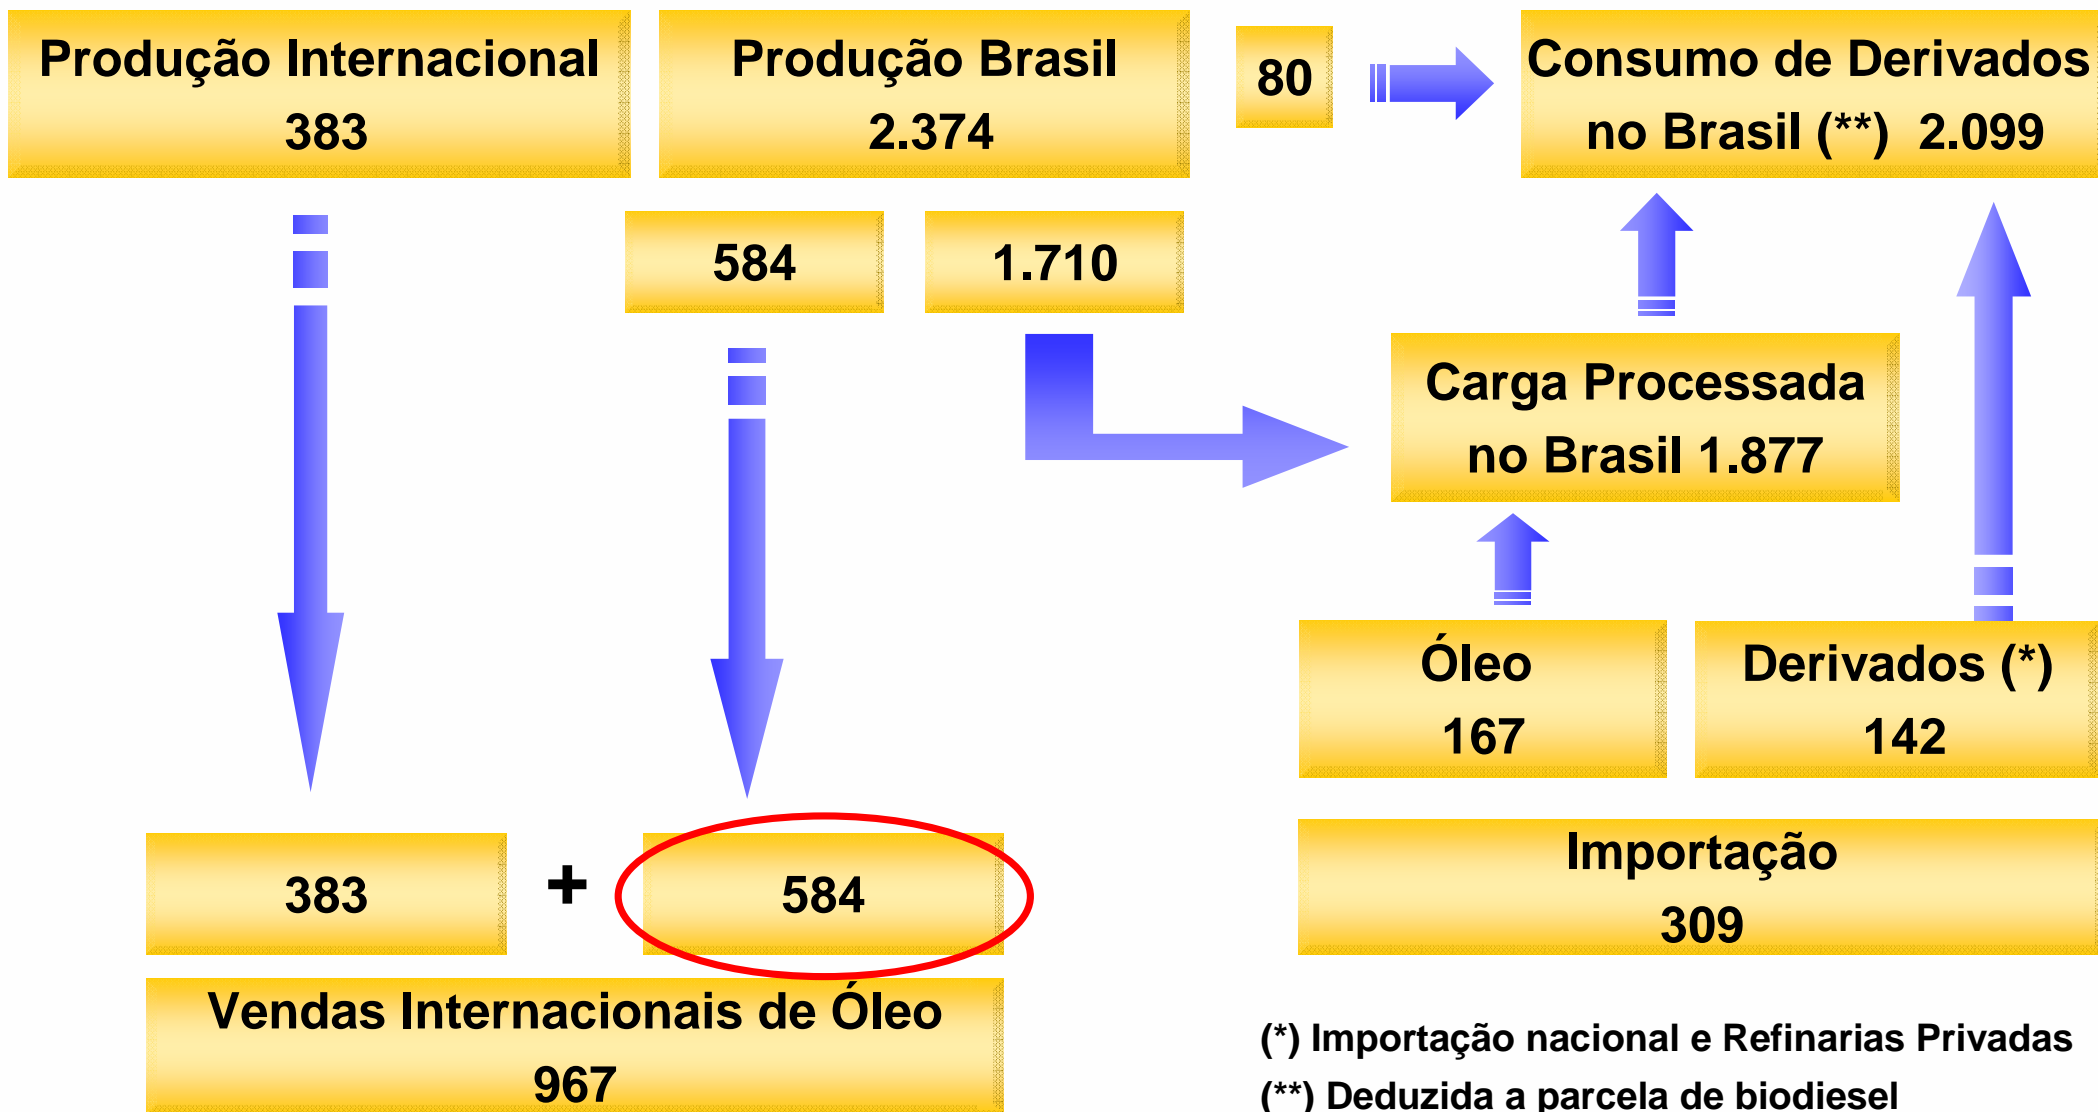 Produção Internacional
383
Produção Brasil
2.374
80
Consumo de Derivados
no Brasil (**) 2.099
584
1.710
Carga Processada
no Brasil 1.877
Óleo
167
Derivados (*)
142
383
+
584
Importação
309
Vendas Internacionais de Óleo
967
(*) Importação nacional e Refinarias Privadas
(**) Deduzida a parcela de biodiesel